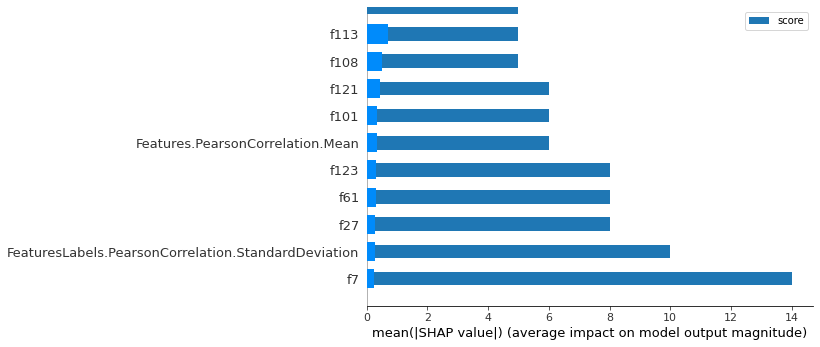 score
f113
f108
f121
f101
Features.PearsonCorrelation.Mean
f123
f61
f27
FeaturesLabels.PearsonCorrelation.StandardDeviation
f7
0 2 4 6 8 10 12 14
mean(|SHAP value|) (average impact on model output magnitude)